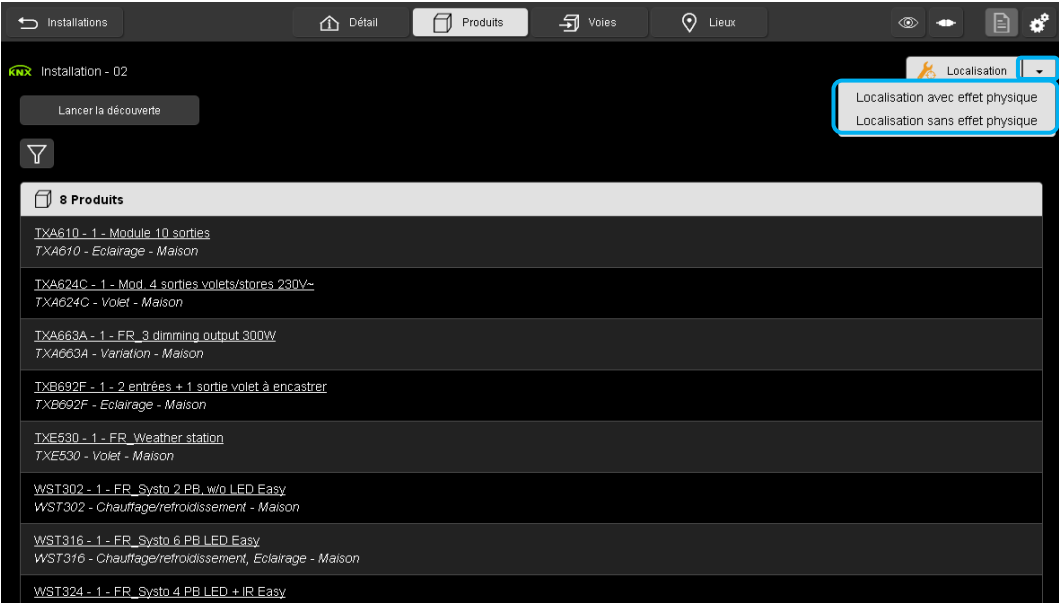 Installations
Détail
Produits
Voies
Lieux
KNX Installation - 02
Localisation
Localisation avec effet physique
Localisation sans effet physique
Lancer la découverte
8 Produits
TXA610 - 1 - Module 10 sorties
TXA610 - Eclairage - Maison
TXA624C - 1 - Mod. 4 sorties volets/stores 230V~
TXA624C - Volet - Maison
TXA663A - 1 - FR_3 dimming output 300W
TXA663A - Variation - Maison
TXB692F - 1 - 2 entrées + 1 sortie volet à encastrer
TXB692F - Eclairage - Maison
TXE530 - 1 - FR_Weather station
TXE530 - Volet - Maison
WST302 - 1 - FR_Systo 2 PB, w/o LED Easy
WST302 - Chauffage/refroidissement - Maison
WST316 - 1 - FR_Systo 6 PB LED Easy
WST316 - Chauffage/refroidissement, Eclairage - Maison
WST324 - 1 - FR_Systo 4 PB LED + IR Easy